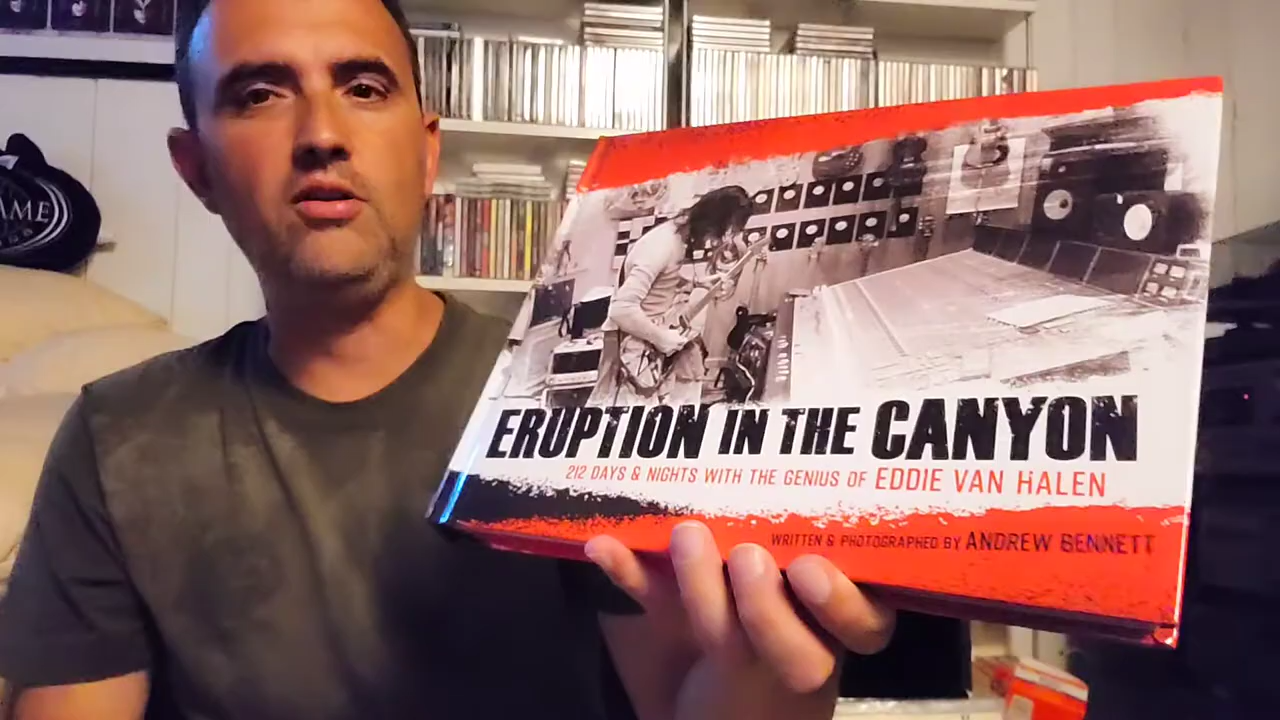 AME
ERUPTION IN THE CANYON
212 DAYS & NIGHTS WITH THE GENIUS OF EDDIE VAN HALEN
WRITTEN & PHOTOGRAPHED BY ANDREW BENNETT